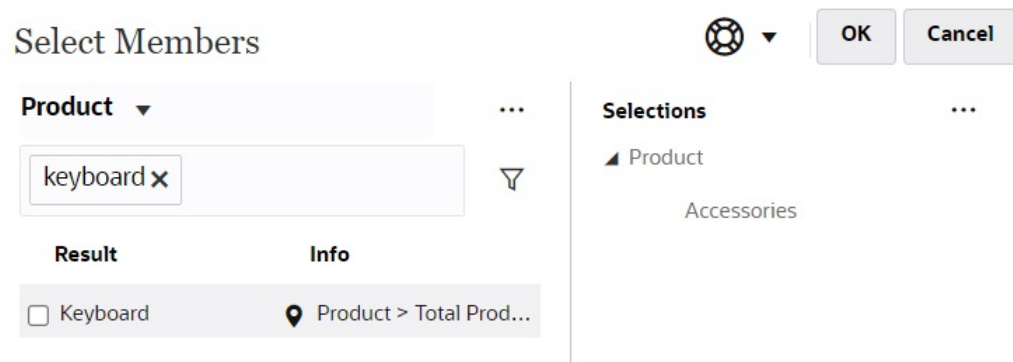 Select Members
OK
Cancel
Product
...
keyboard
Result
Info
Keyboard
Product > Total Prod...
Selections
...
Product
Accessories